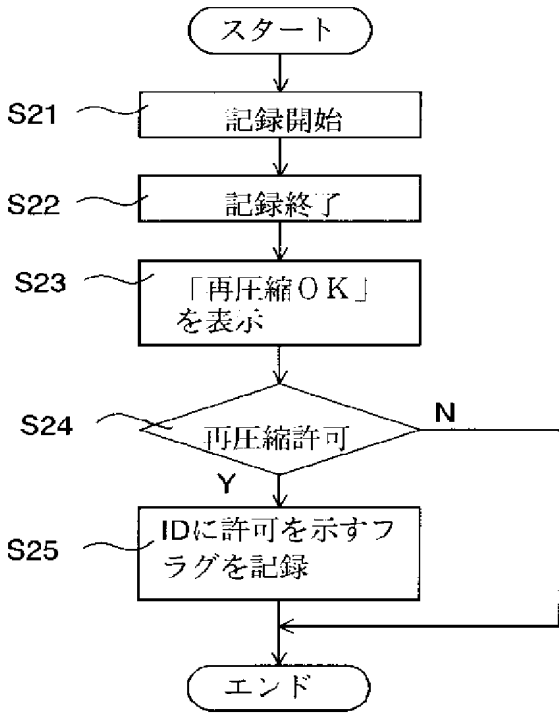 スタート
S21
記録開始
S22
記録終了
S23
「再圧縮OK」
を表示
S24
再圧縮許可
N
Y
S25
IDに許可を示すフ
ラグを記録
エンド